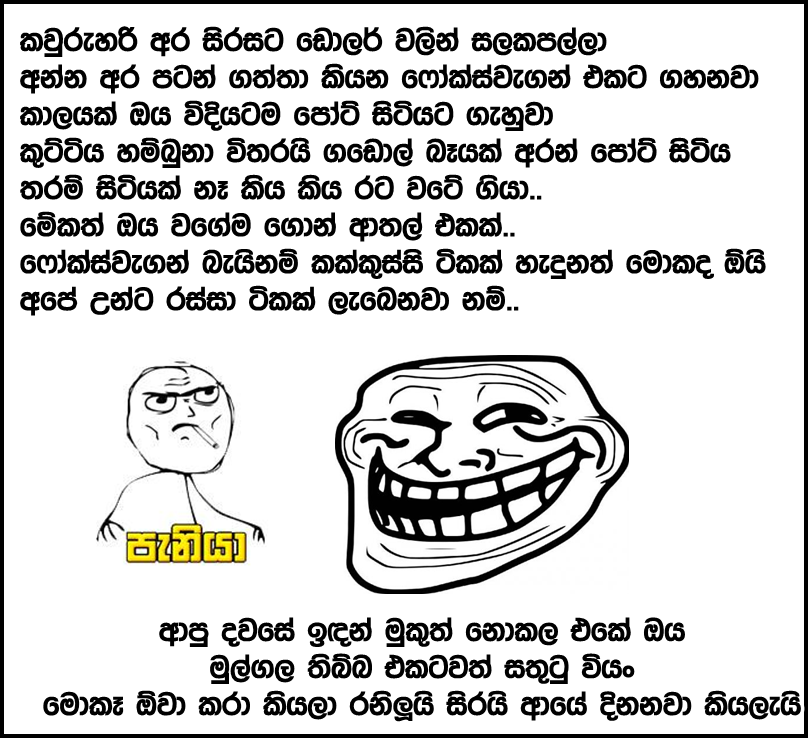 කවුරුහරි අර සිරසට ඩොලර් වලින් සලකපල්ලා
අන්න අර පටන් ගත්තා කියන ෆෝක්ස්වැගන් එකට ගහනවා
කාලයක් ඔය විදියටම පෝට් සිටියට ගැහුවා
කුට්ටිය හම්බුනා විතරයි ගඩොල් බෑයක් අරන් පෝට් සිටිය
තරම් සිටියක් නෑ කිය කිය රට වටේ ගියා..
මේකත් ඔය වගේම ගොන් ආතල් එකක්..
ෆෝක්ස්වැගන් බැයිනම් කක්කුස්සි ටිකක් හැදුනත් මොකද ඕයි
අපේ උන්ට රස්සා ටිකක් ලැබෙනවා නම්..
පැනියා
ආපු දවසේ ඉඳන් මුකුත් නොකල එකේ ඔය
මුල්ගල තිබ්බ එකටවත් සතුටු වියං
මොකෑ ඕවා කරා කියලා රනිලූයි සිරයි ආයේ දිනනවා කියලැයි